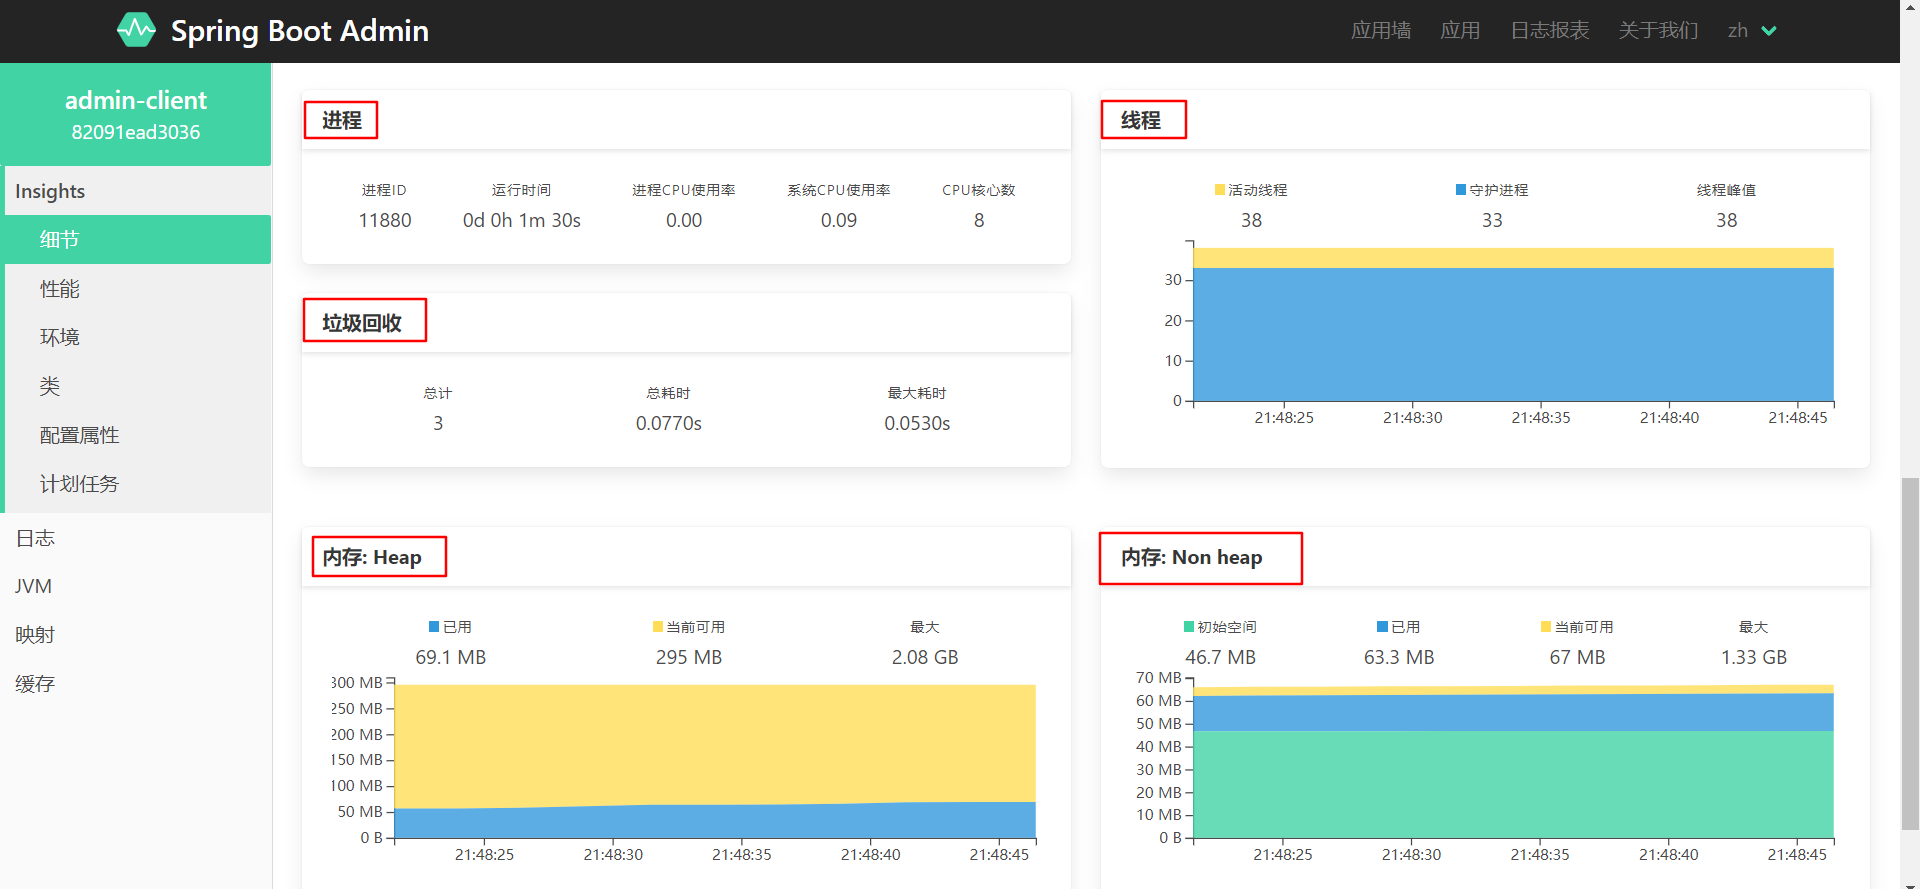 Spring Boot Admin
应用墙 应用 日志报表 关于我们 zh
admin-client
82091ead3036
Insights
细节
性能
环境
类
配置属性
计划任务
日志
JVM
映射
缓存
进程
进程ID 运行时间 进程CPU使用率 系统CPU使用率 CPU核心数
11880 0d 0h 1m 30s 0.00 0.09 8
垃圾回收
总计 总耗时 最大耗时
3 0.0770s 0.0530s
线程
活动线程 守护进程 线程峰值
38 33 38
30
20
10
0
21:48:25 21:48:30 21:48:35 21:48:40 21:48:45
内存: Heap
已用 当前可用 最大
69.1 MB 295 MB 2.08 GB
300 MB
250 MB
200 MB
150 MB
100 MB
50 MB
0 B
21:48:25 21:48:30 21:48:35 21:48:40 21:48:45
内存: Non heap
初始空间 已用 当前可用 最大
46.7 MB 63.3 MB 67 MB 1.33 GB
70 MB
60 MB
50 MB
40 MB
30 MB
20 MB
10 MB
0 B
21:48:25 21:48:30 21:48:35 21:48:40 21:48:45